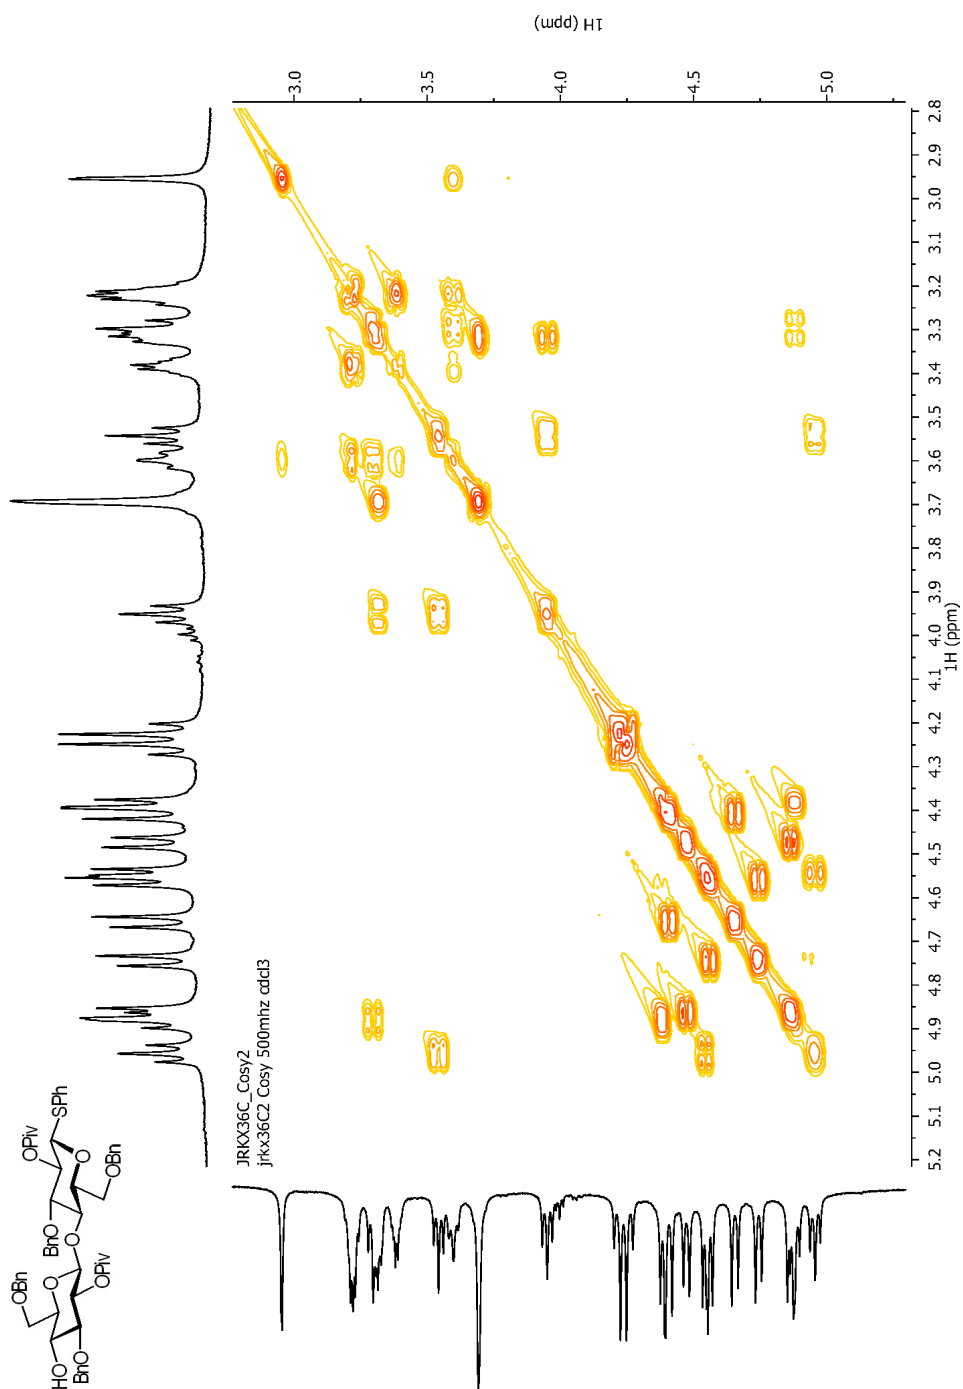 OBn
HO
BnO
O
OPiv
O
BnO
OPiv
O
SPh
OBn
JRKX36C_Cosy2
jrkx36C2 Cosy 500mhz cdcl3
1H (ppm)
3.0
3.5
4.0
4.5
5.0
5.2 5.1 5.0 4.9 4.8 4.7 4.6 4.5 4.4 4.3 4.2 4.1 4.0 3.9 3.8 3.7 3.6 3.5 3.4 3.3 3.2 3.1 3.0 2.9 2.8
1H (ppm)